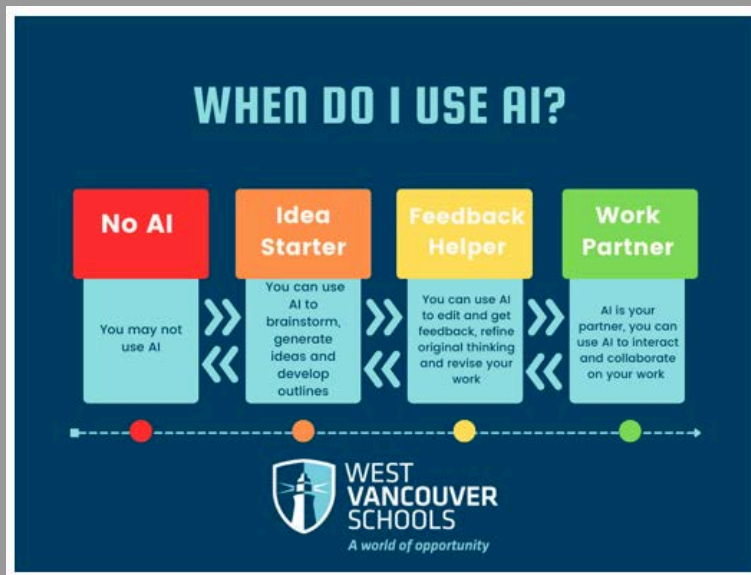 WHEN DO I USE AI?
No AI
You may not
use AI
Idea
Starter
You can use
AI to
brainstorm,
generate
ideas and
develop
outlines
Feedback
Helper
You can use AI
to edit and get
feedback, refine
original thinking
and revise your
work
Work
Partner
AI is your
partner, you can
use AI to interact
and collaborate
on your work
WEST
VANCOUVER
SCHOOLS
A world of opportunity